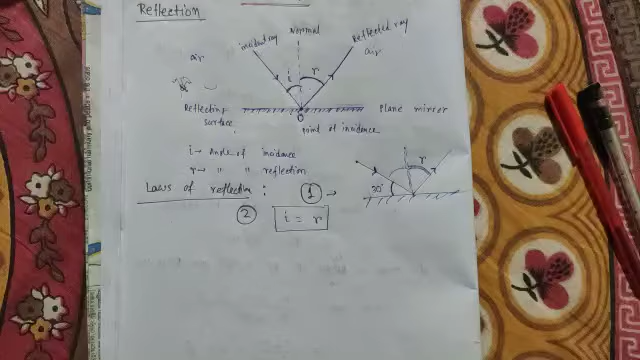 Reflection
Normal
incident ray
Reflected ray
air
air
i
r
Reflecting
surface
O
Plane mirror
point of incidence
i → Angle of incidence
r → " " reflection
Laws of reflection : ① →
i
r
30°
② i = r